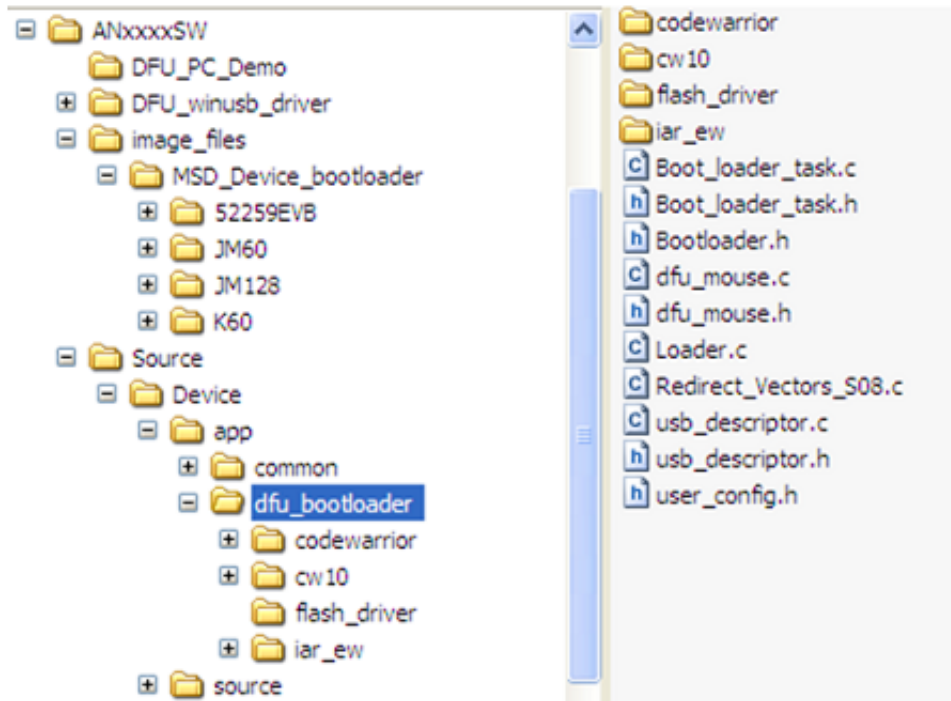 ANxxxxSW
DFU_PC_Demo
DFU_winusb_driver
image_files
MSD_Device_bootloader
52259EVB
JM60
JM128
K60
Source
Device
app
common
dfu_bootloader
codewarrior
cw10
flash_driver
iar_ew
source
codewarrior
cw10
flash_driver
iar_ew
Boot_loader_task.c
Boot_loader_task.h
Bootloader.h
dfu_mouse.c
dfu_mouse.h
Loader.c
Redirect_Vectors_S08.c
usb_descriptor.c
usb_descriptor.h
user_config.h